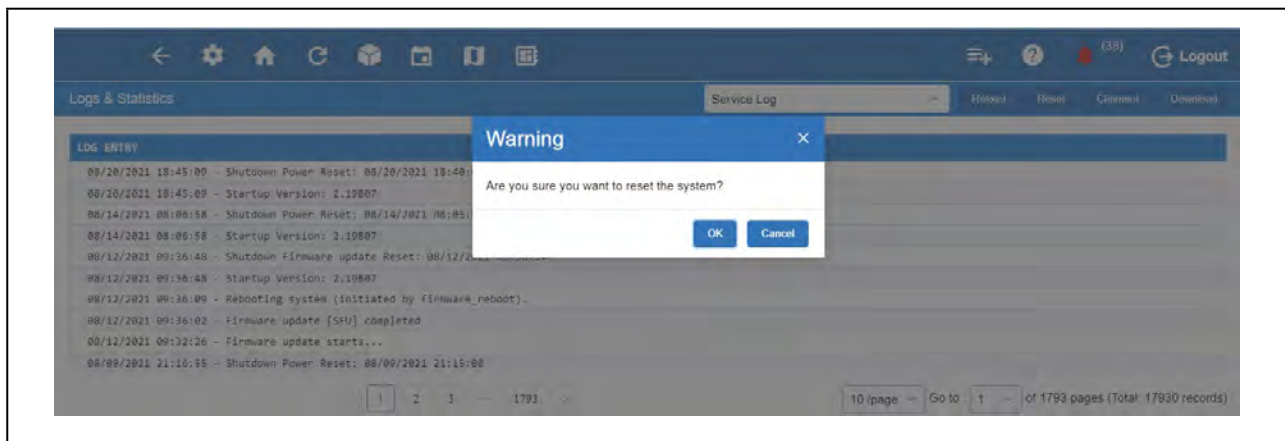 (38) Logout
Logs & Statistics Service Log Reload Reset Download
Warning
LOG ENTRY
08/20/2021 18:45:09 - Shutdown Power Reset: 08/20/2021 18:40:
Are you sure you want to reset the system?
08/20/2021 18:45:09 - Startup Version: 2.19807
08/14/2021 08:06:58 - Shutdown Power Reset: 08/14/2021 08:05:
OK Cancel
08/14/2021 08:06:58 - Startup Version: 2.19807
08/12/2021 09:36:48 - Shutdown Firmware update Reset: 08/12/2021
08/12/2021 09:36:48 - Startup Version: 2.19807
08/12/2021 09:36:09 - Rebooting system (initiated by firmware_reboot).
08/12/2021 09:36:02 - Firmware update [SFU] completed
08/12/2021 09:32:26 - Firmware update starts...
08/09/2021 21:16:55 - Shutdown Power Reset: 08/09/2021 21:15:00
1 2 3 ... 1793 10 /page Go to 1 of 1793 pages (Total: 17930 records)